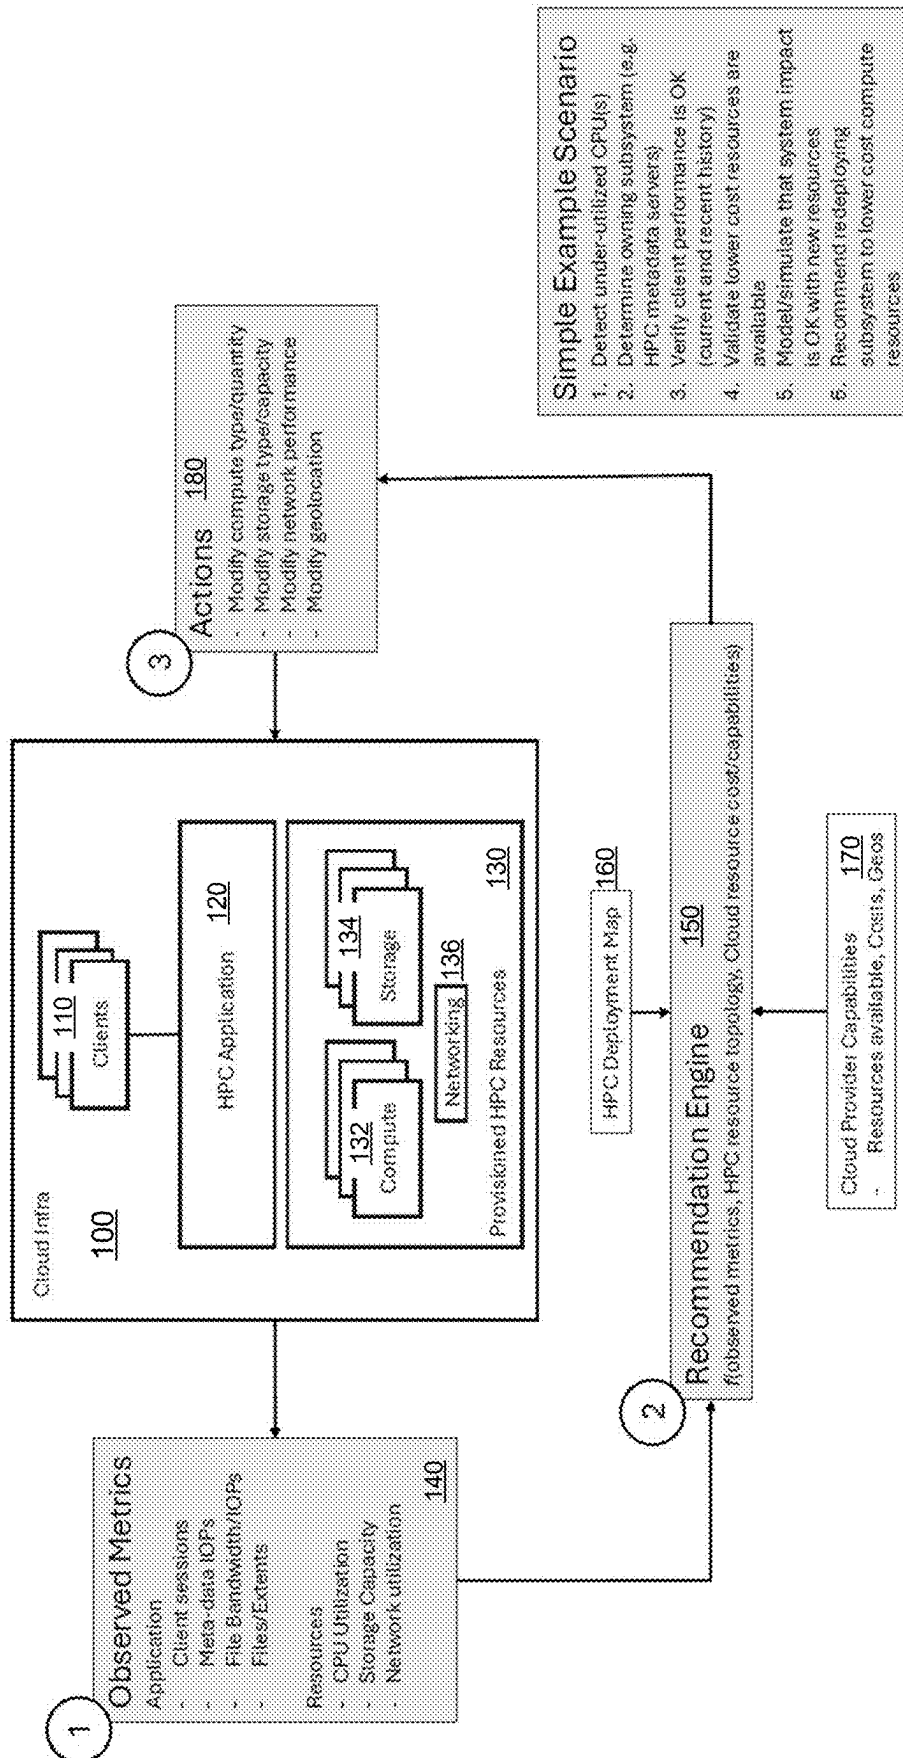 1
Observed Metrics
Application
- Client sessions
- Meta-data IOPs
- File Bandwidth/IOPs
- Files/Extents
Resources
- CPU Utilization
- Storage Capacity
- Network utilization
140
Cloud Infra
100
110
Clients
HPC Application
120
132
Compute
134
Storage
Networking
136
Provisioned HPC Resources
130
3
Actions
180
- Modify compute type/quantity
- Modify storage type/capacity
- Modify network performance
- Modify geolocation
HPC Deployment Map
160
2
Recommendation Engine
150
f(observed metrics, HPC resource topology, Cloud resource cost/capabilities)
Cloud Provider Capabilities
170
- Resources available, Costs, Geos
Simple Example Scenario
1. Detect under-utilized CPU(s)
2. Determine owning subsystem (e.g.
HPC metadata servers)
3. Verify client performance is OK
(current and recent history)
4. Validate lower cost resources are
available
5. Model/simulate that system impact
is OK with new resources
6. Recommend redeploying
subsystem to lower cost compute
resources